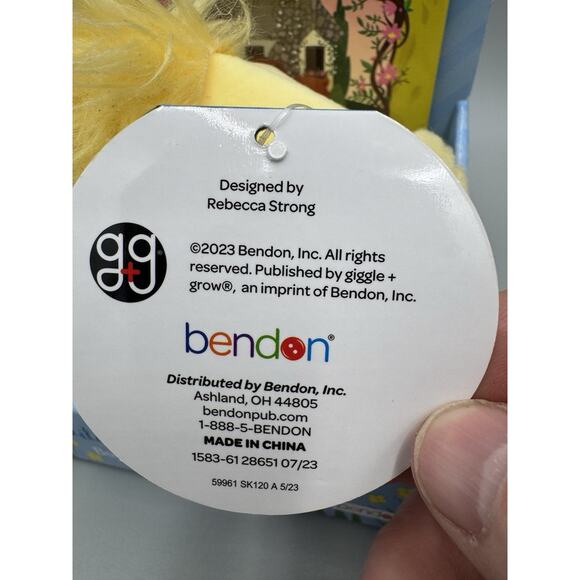 Designed by
Rebecca Strong
g+g®
©2023 Bendon, Inc. All rights
reserved. Published by giggle +
grow®, an imprint of Bendon, Inc.
bendon®
Distributed by Bendon, Inc.
Ashland, OH 44805
bendonpub.com
1-888-5-BENDON
MADE IN CHINA
1583-61 28651 07/23
59961 SK120 A 5/23
bendon